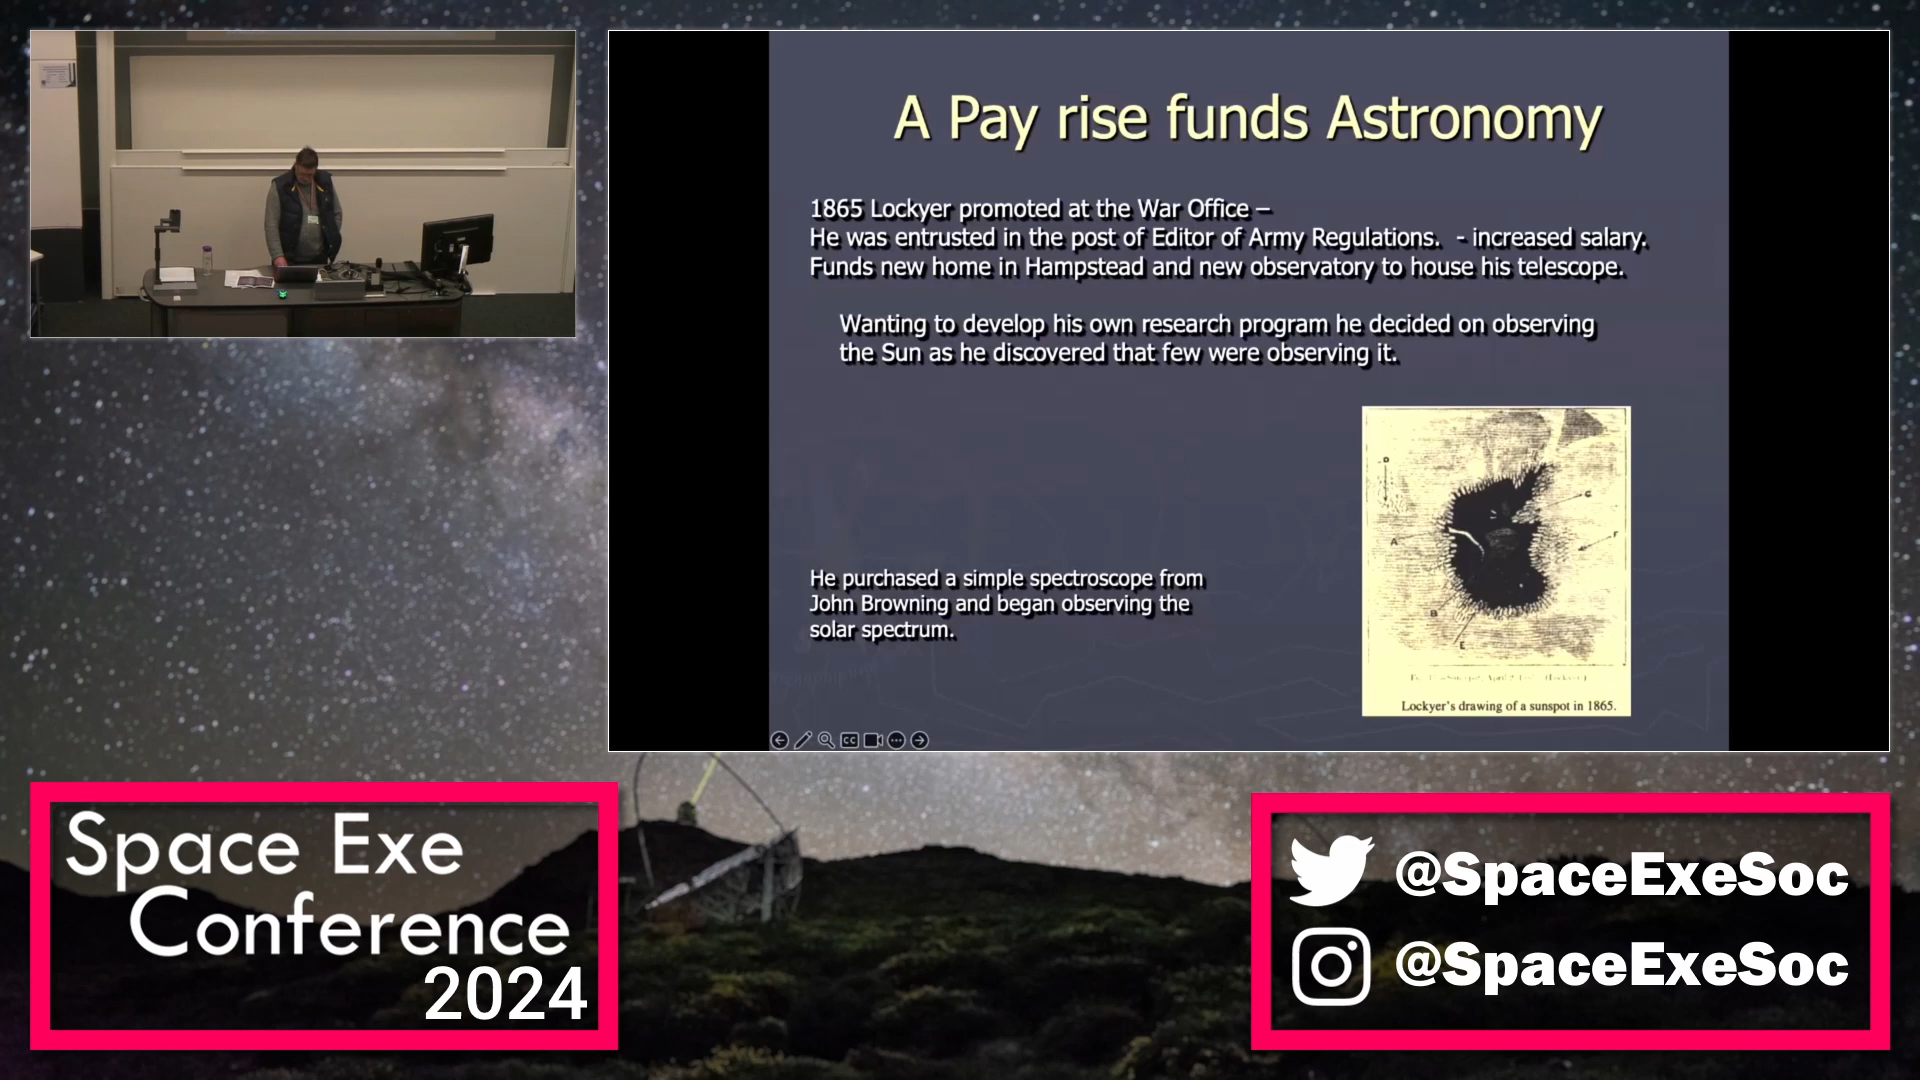 A Pay rise funds Astronomy
1865 Lockyer promoted at the War Office –
He was entrusted in the post of Editor of Army Regulations.  - increased salary.
Funds new home in Hampstead and new observatory to house his telescope.
Wanting to develop his own research program he decided on observing
the Sun as he discovered that few were observing it.
He purchased a simple spectroscope from
John Browning and began observing the
solar spectrum.
D
G
A
F
B
E
Lockyer's drawing of a sunspot in 1865.
CC
Space Exe
Conference
2024
@SpaceExeSoc
@SpaceExeSoc